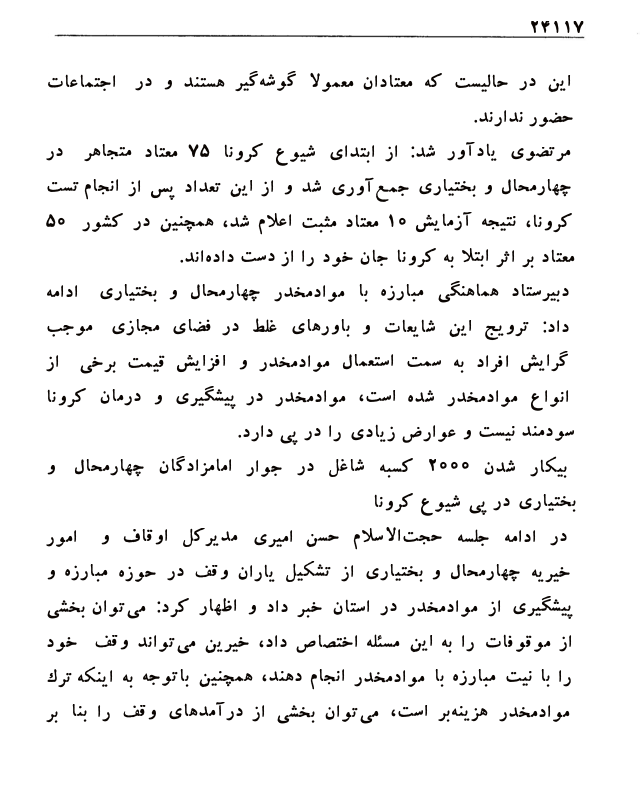 ۲۴۱۱۷
این در حالیست که معتادان معمولا گوشه‌گیر هستند و در اجتماعات
حضور ندارند.
مرتضوی یادآور شد: از ابتدای شیوع کرونا ۷۵ معتاد متجاهر در
چهارمحال و بختیاری جمع‌آوری شد و از این تعداد پس از انجام تست
کرونا، نتیجه آزمایش ۱۰ معتاد مثبت اعلام شد، همچنین در کشور ۵۰
معتاد بر اثر ابتلا به کرونا جان خود را از دست داده‌اند.
دبیرستاد هماهنگی مبارزه با موادمخدر چهارمحال و بختیاری ادامه
داد: ترویج این شایعات و باورهای غلط در فضای مجازی موجب
گرایش افراد به سمت استعمال موادمخدر و افزایش قیمت برخی از
انواع موادمخدر شده است، موادمخدر در پیشگیری و درمان کرونا
سودمند نیست و عوارض زیادی را در پی دارد.
بیکار شدن ۲۰۰۰ کسبه شاغل در جوار امامزادگان چهارمحال و
بختیاری در پی شیوع کرونا
در ادامه جلسه حجت‌الاسلام حسن امیری مدیرکل اوقاف و امور
خیریه چهارمحال و بختیاری از تشکیل یاران وقف در حوزه مبارزه و
پیشگیری از موادمخدر در استان خبر داد و اظهار کرد: می‌توان بخشی
از موقوفات را به این مسئله اختصاص داد، خیرین می‌تواند وقف خود
را با نیت مبارزه با موادمخدر انجام دهند، همچنین باتوجه به اینکه ترك
موادمخدر هزینه‌بر است، می‌توان بخشی از درآمدهای وقف را بنا بر